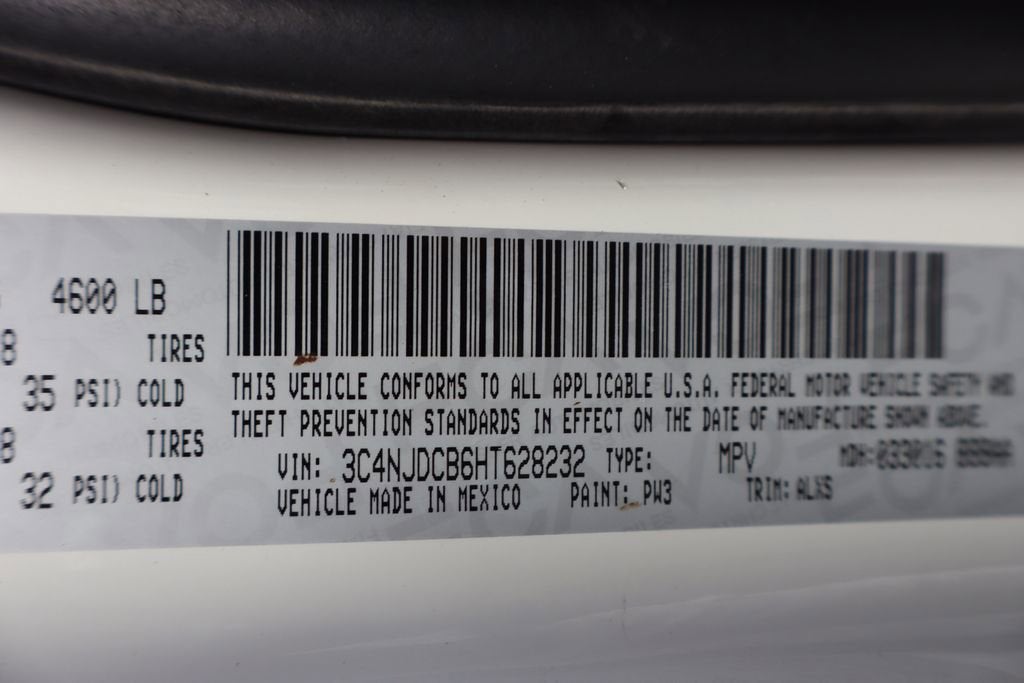 4600 LB
8 TIRES
35 PSI) COLD
8 TIRES
32 PSI) COLD
THIS VEHICLE CONFORMS TO ALL APPLICABLE U.S.A. FEDERAL MOTOR VEHICLE SAFETY AND
THEFT PREVENTION STANDARDS IN EFFECT ON THE DATE OF MANUFACTURE SHOWN ABOVE.
VIN: 3C4NJDCB6HT628232 TYPE: MPV MDH: 033016
VEHICLE MADE IN MEXICO PAINT: PW3 TRIM: ALX5